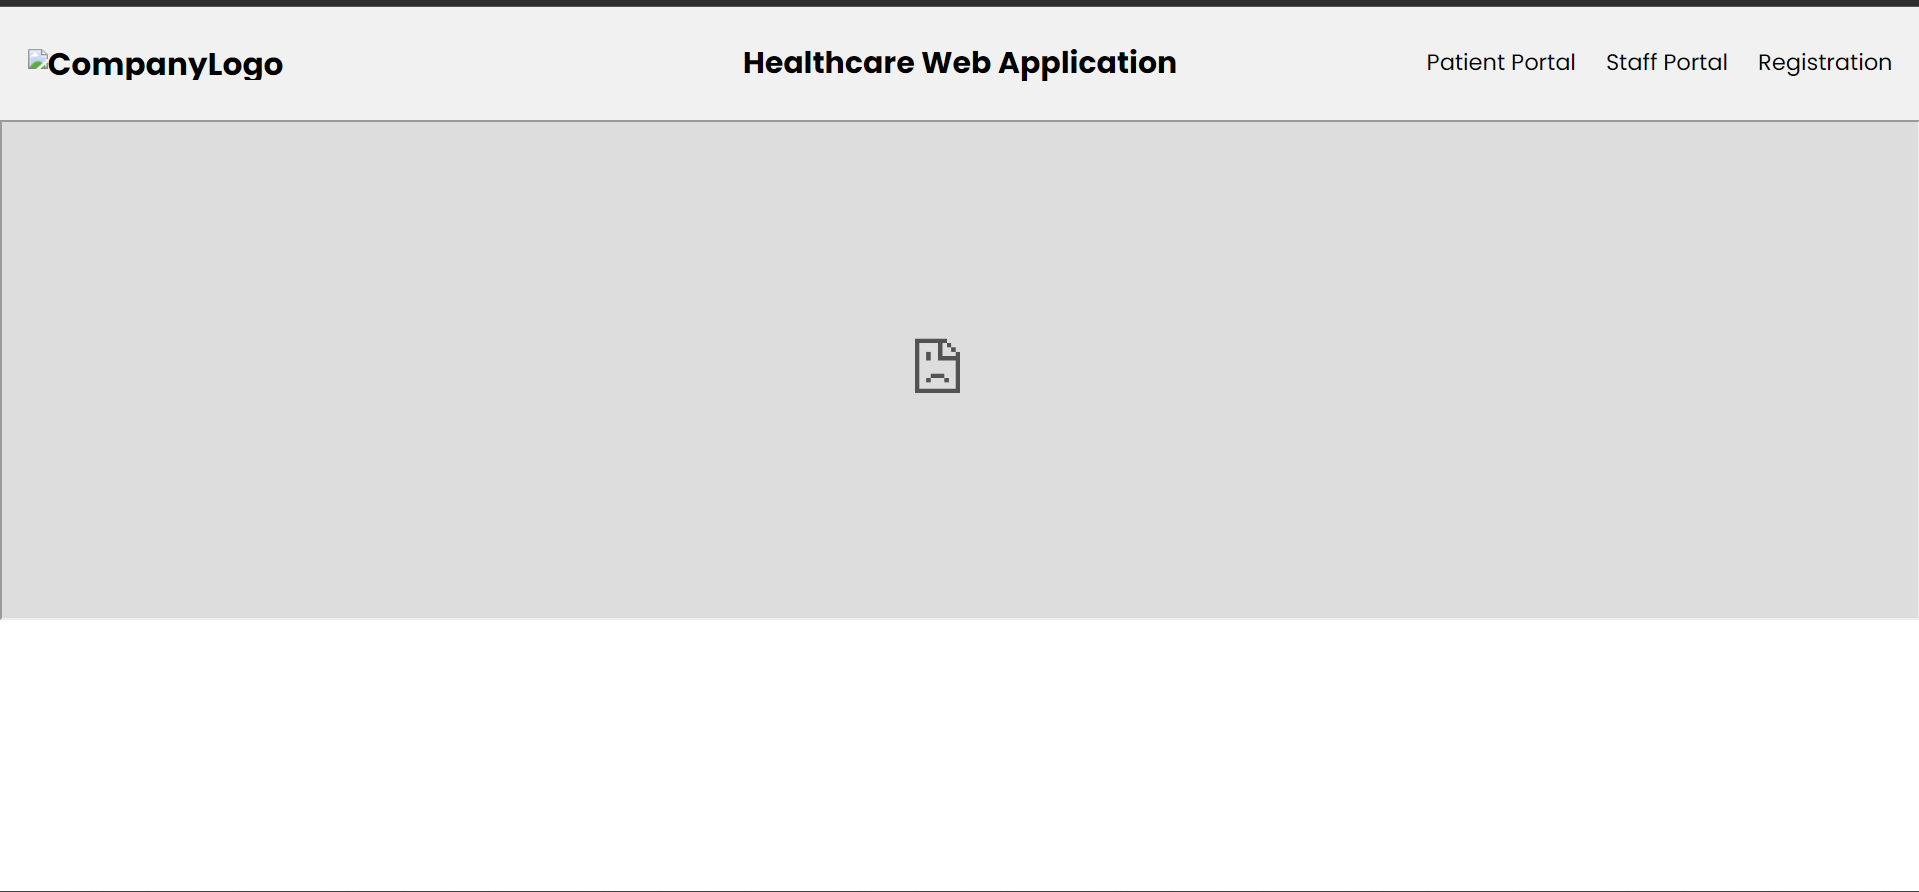 CompanyLogo
Healthcare Web Application
Patient Portal Staff Portal Registration